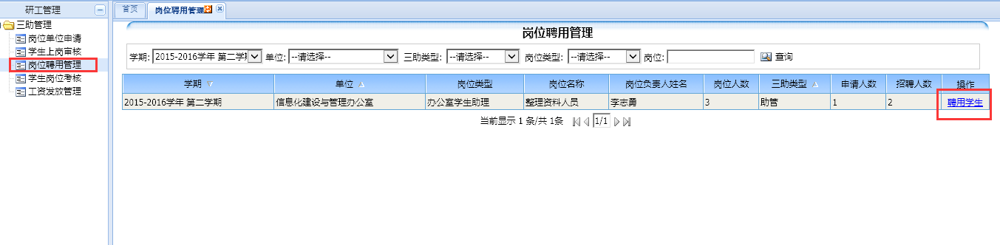 研工管理
三助管理
岗位单位申请
学生上岗审核
岗位聘用管理
学生岗位考核
工资发放管理
首页 岗位聘用管理
岗位聘用管理
学期: 2015-2016学年 第二学期 单位: --请选择-- 三助类型: --请选择-- 岗位类型: --请选择-- 岗位: 查询
学期 单位 岗位类型 岗位名称 岗位负责人姓名 岗位人数 三助类型 申请人数 招聘人数 操作
2015-2016学年 第二学期 信息化建设与管理办公室 办公室学生助理 整理资料人员 李志勇 3 助管 1 2 聘用学生
当前显示 1 条/共 1条 1/1